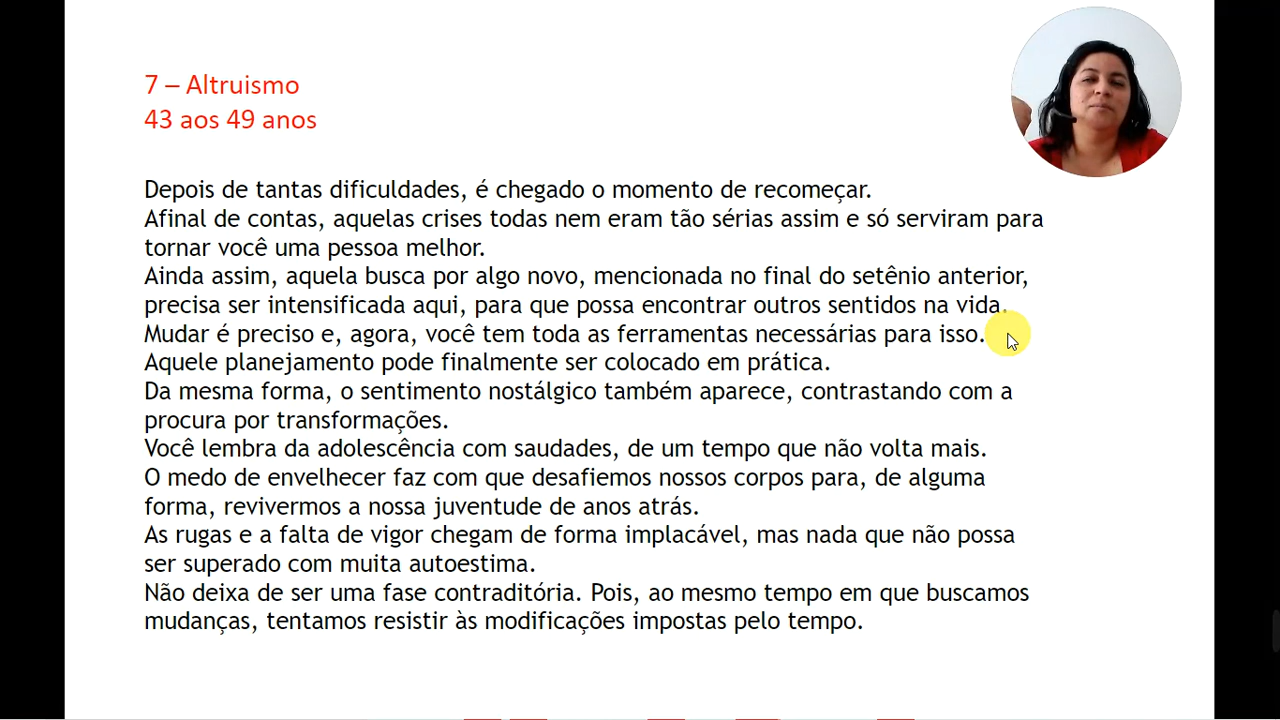 7 – Altruismo
43 aos 49 anos
Depois de tantas dificuldades, é chegado o momento de recomeçar.
Afinal de contas, aquelas crises todas nem eram tão sérias assim e só serviram para
tornar você uma pessoa melhor.
Ainda assim, aquela busca por algo novo, mencionada no final do setênio anterior,
precisa ser intensificada aqui, para que possa encontrar outros sentidos na vida.
Mudar é preciso e, agora, você tem toda as ferramentas necessárias para isso.
Aquele planejamento pode finalmente ser colocado em prática.
Da mesma forma, o sentimento nostálgico também aparece, contrastando com a
procura por transformações.
Você lembra da adolescência com saudades, de um tempo que não volta mais.
O medo de envelhecer faz com que desafiemos nossos corpos para, de alguma
forma, revivermos a nossa juventude de anos atrás.
As rugas e a falta de vigor chegam de forma implacável, mas nada que não possa
ser superado com muita autoestima.
Não deixa de ser uma fase contraditória. Pois, ao mesmo tempo em que buscamos
mudanças, tentamos resistir às modificações impostas pelo tempo.